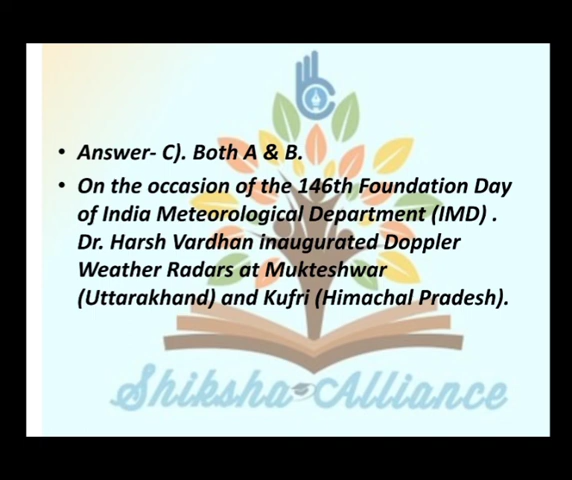 • Answer- C). Both A & B.
• On the occasion of the 146th Foundation Day
of India Meteorological Department (IMD) .
Dr. Harsh Vardhan inaugurated Doppler
Weather Radars at Mukteshwar
(Uttarakhand) and Kufri (Himachal Pradesh).
Shiksha Alliance